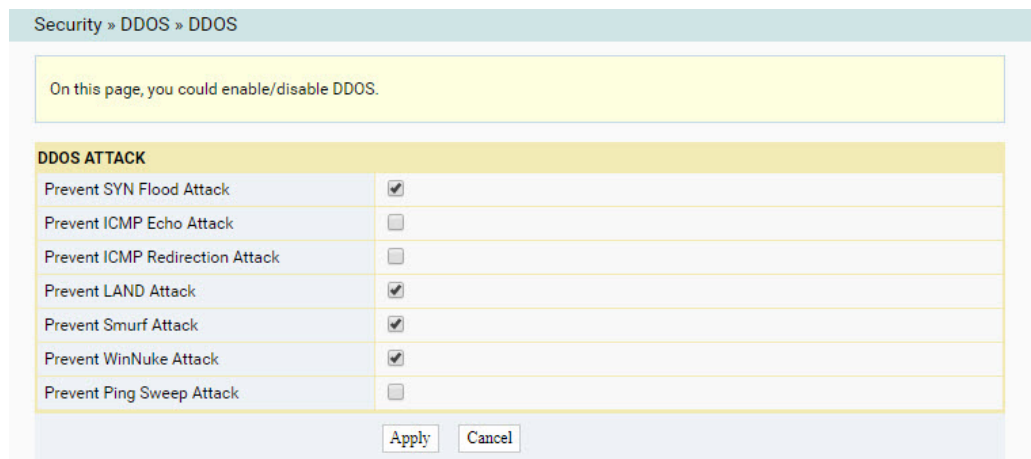 Security » DDOS » DDOS
On this page, you could enable/disable DDOS.
DDOS ATTACK
Prevent SYN Flood Attack
Prevent ICMP Echo Attack
Prevent ICMP Redirection Attack
Prevent LAND Attack
Prevent Smurf Attack
Prevent WinNuke Attack
Prevent Ping Sweep Attack
Apply Cancel